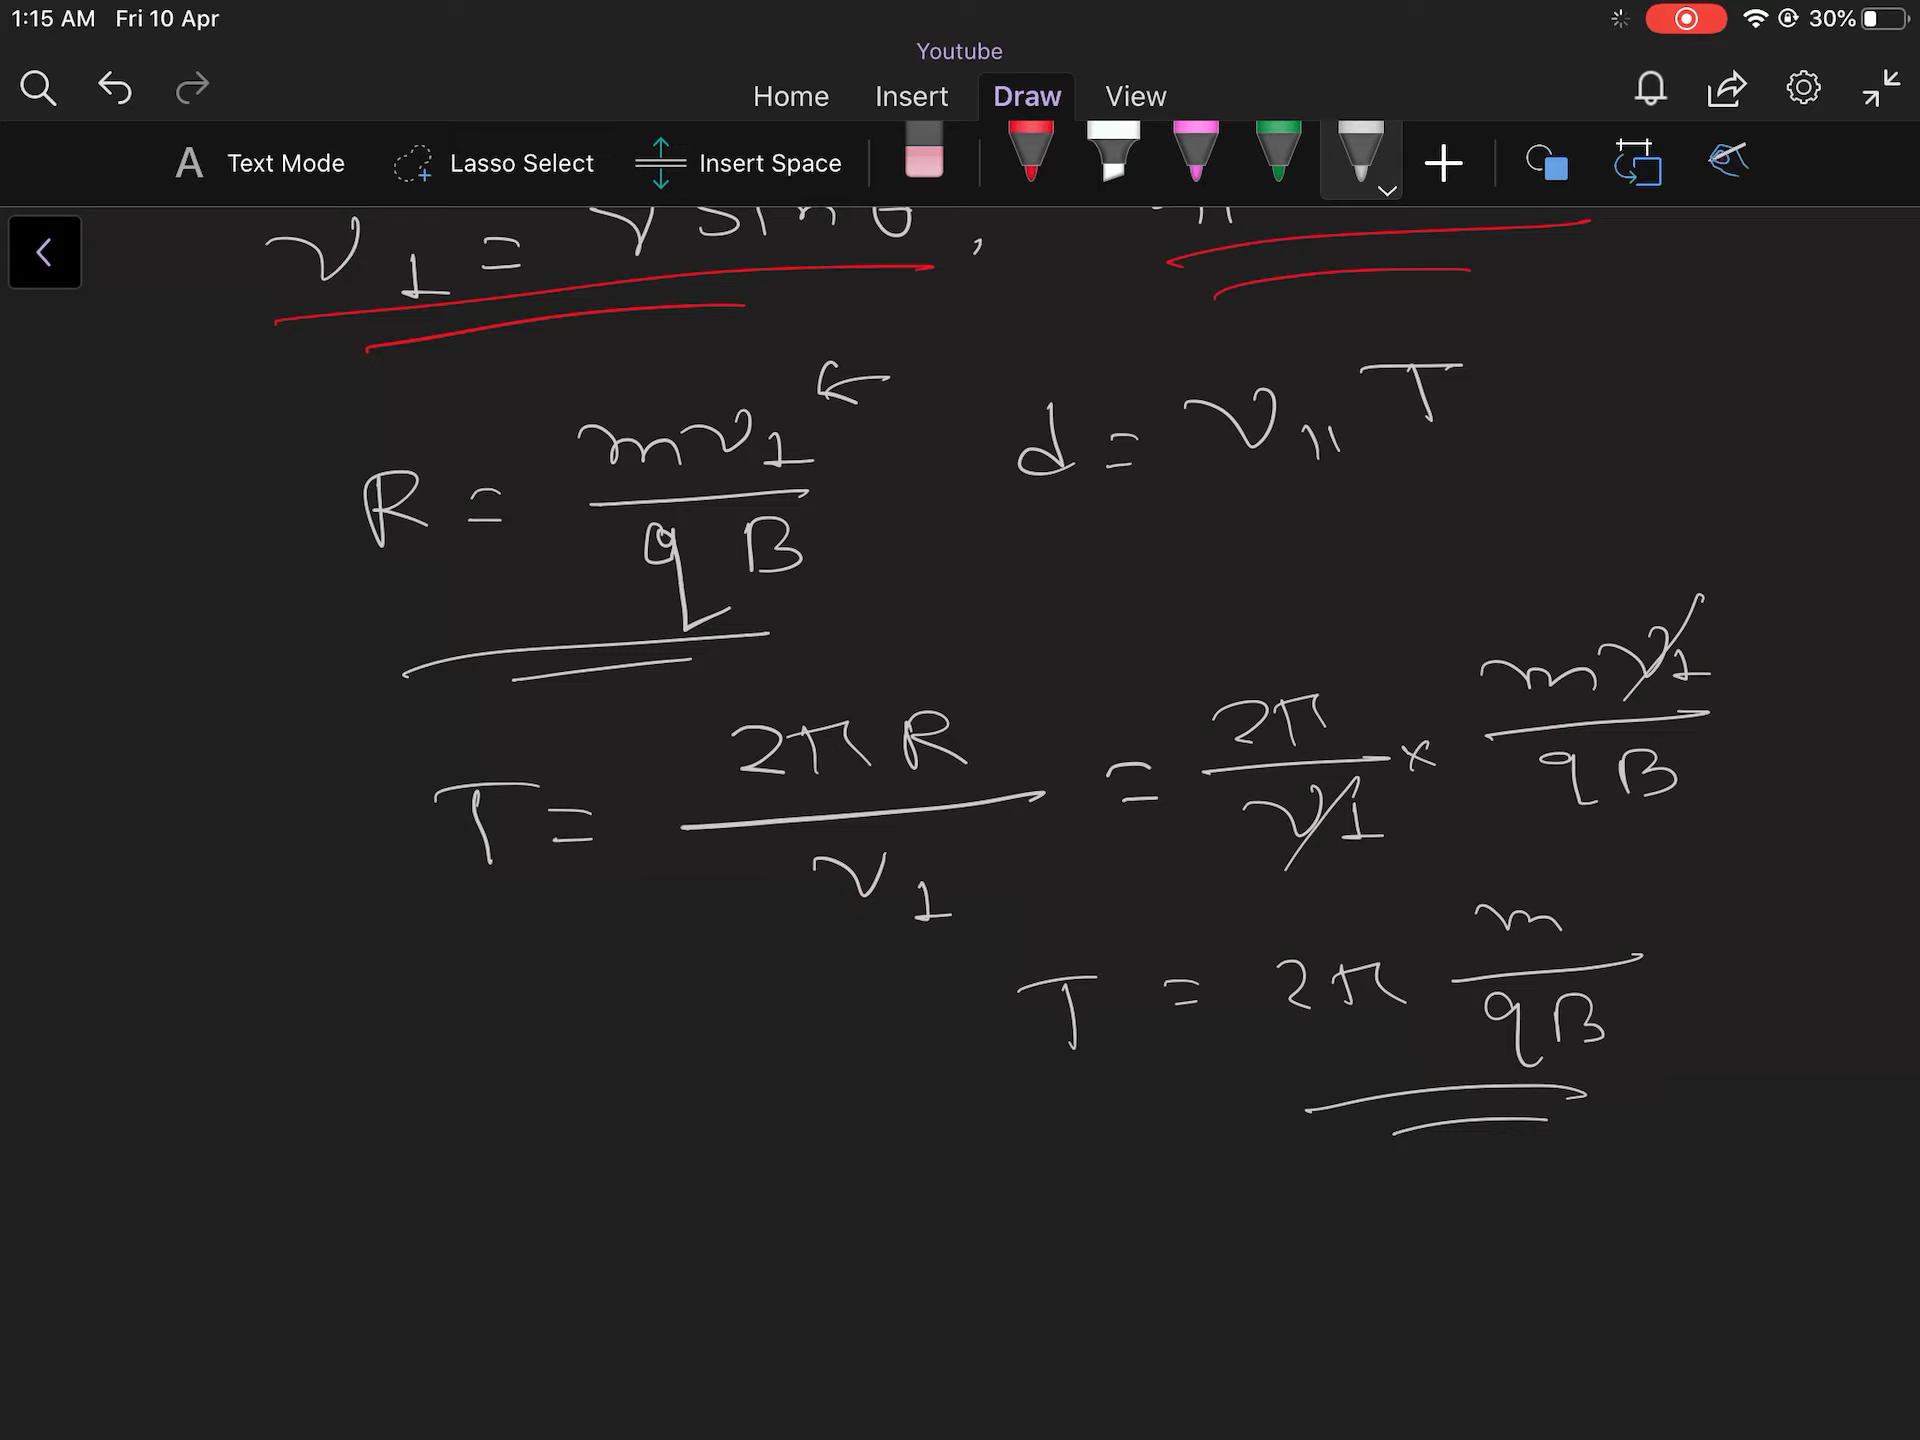 1:15 AM Fri 10 Apr 30%
Youtube
Home Insert Draw View
A Text Mode Lasso Select Insert Space
v⊥ = v sin θ, ∥
R = mv⊥ / qB
d = v∥ T
T = 2πR / v⊥ = 2π / v⊥ × mv⊥ / qB
T = 2π m / qB